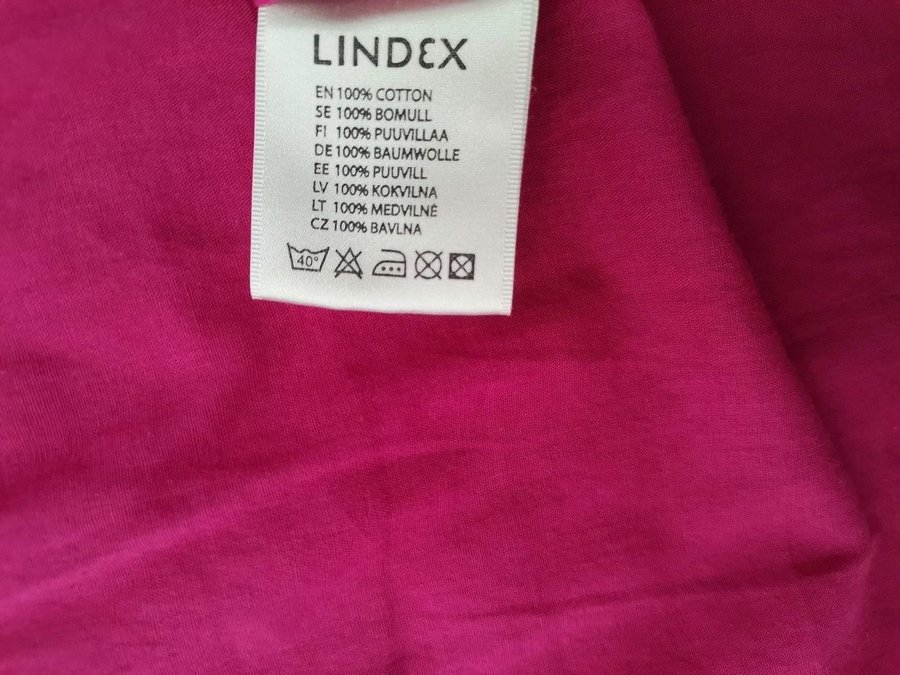 LINDEX
EN 100% COTTON
SE 100% BOMULL
FI 100% PUUVILLAA
DE 100% BAUMWOLLE
EE 100% PUUVILL
LV 100% KOKVILNA
LT 100% MEDVILNĖ
CZ 100% BAVLNA
40°